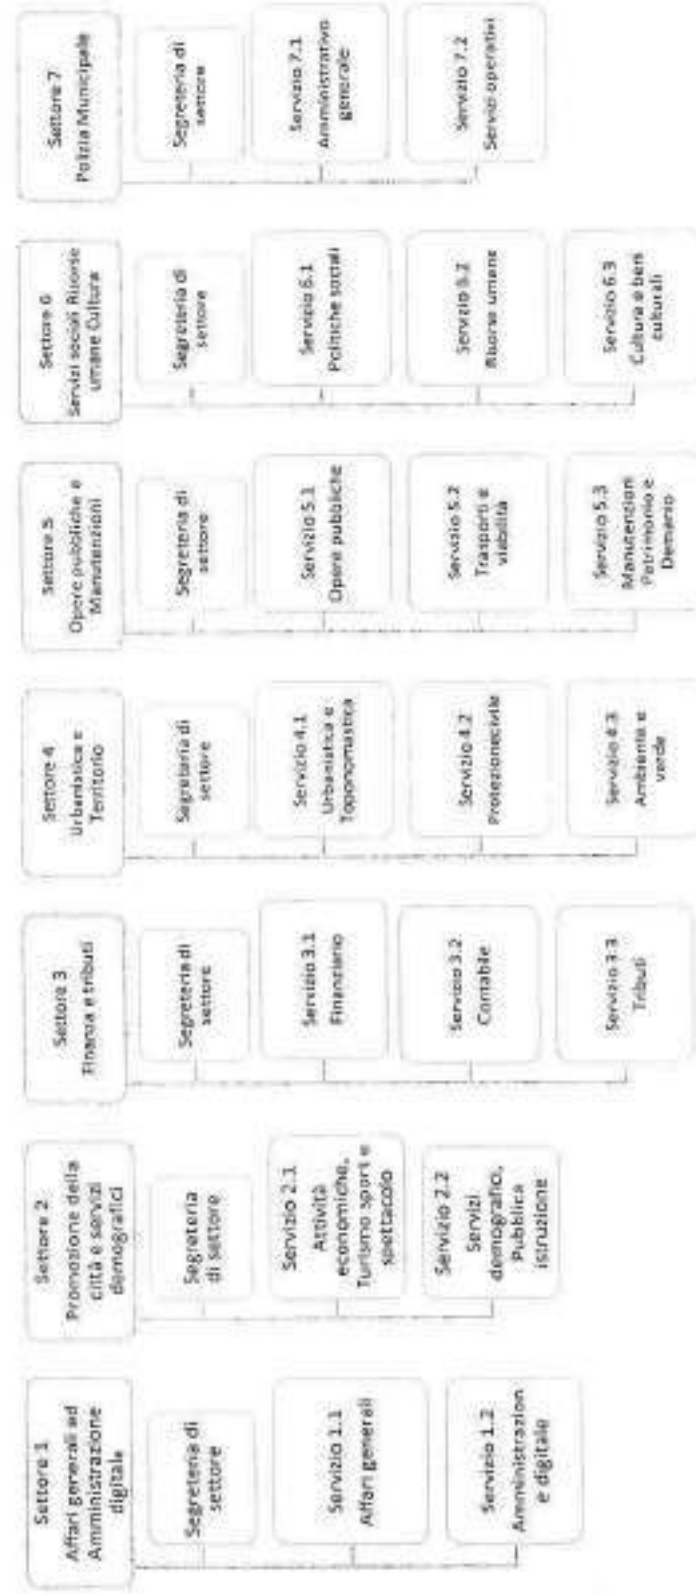 Settore 1
Affari generali ed
Amministrazione
digitale
Segreteria di
settore
Servizio 1.1
Affari generali
Servizio 1.2
Amministrazion
e digitale
Settore 2
Promozione della
città e servizi
demografici
Segreteria
di settore
Servizio 2.1
Attività
economiche,
Turismo sport e
spettacolo
Servizio 2.2
Servizi
demografici,
Pubblica
istruzione
Settore 3
Finanza e tributi
Segreteria di
settore
Servizio 3.1
Finanziario
Servizio 3.2
Contabile
Servizio 3.3
Tributi
Settore 4
Urbanistica e
Territorio
Segreteria di
settore
Servizio 4.1
Urbanistica e
Toponomastica
Servizio 4.2
Protezionecivile
Servizio 4.3
Ambiente e
verde
Settore 5
Opere pubbliche e
Manutenzioni
Segreteria di
settore
Servizio 5.1
Opere pubbliche
Servizio 5.2
Trasporti e
viabilità
Servizio 5.3
Manutenzioni
Patrimonio e
Demanio
Settore 6
Servizi sociali Risorse
umane Cultura
Segreteria di
settore
Servizio 6.1
Politiche sociali
Servizio 6.2
Risorse umane
Servizio 6.3
Cultura e beni
culturali
Settore 7
Polizia Municipale
Segreteria di
settore
Servizio 7.1
Amministrativo
generale
Servizio 7.2
Servizi operativi